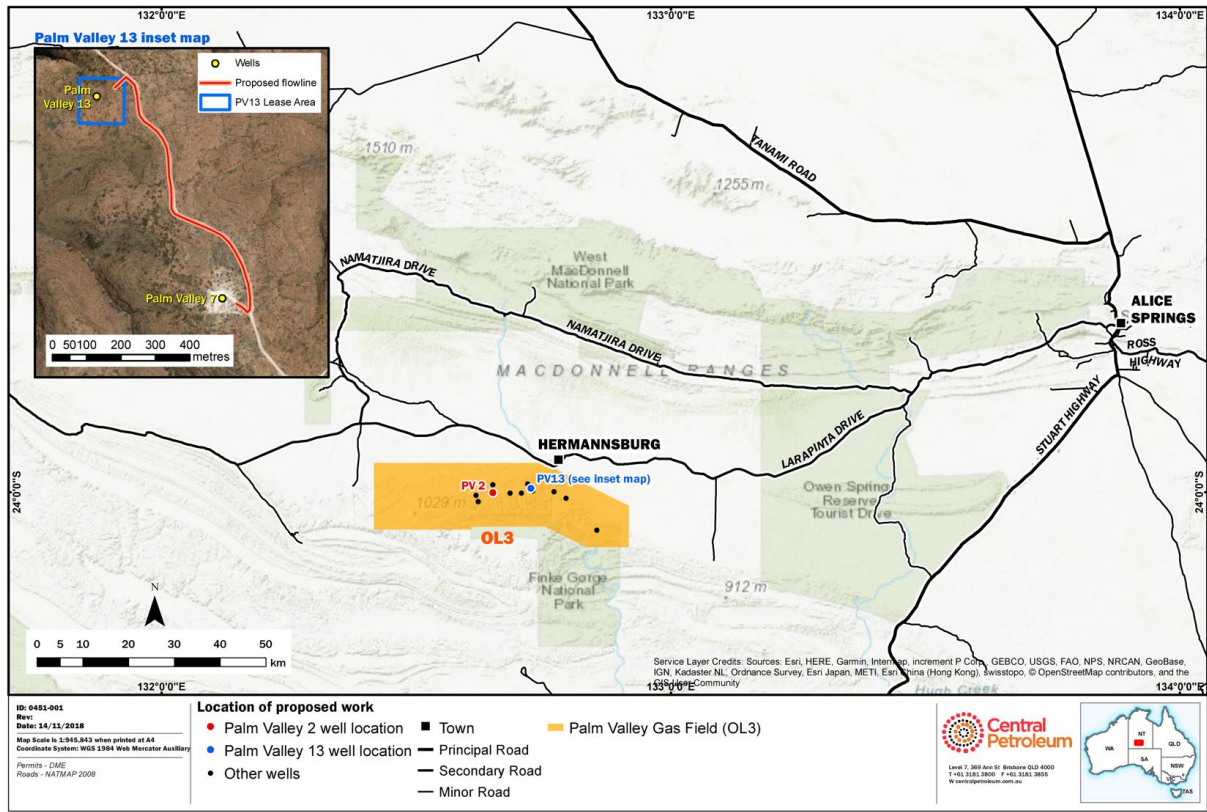 132°0'0"E
133°0'0"E
134°0'0"E
Palm Valley 13 inset map
Wells
Proposed flowline
PV13 Lease Area
Palm
Valley 13
Palm Valley 7
0 50100 200 300 400
metres
1510 m
TANAMI ROAD
1255 m
West
MacDonnell
National Park
NAMATJIRA DRIVE
NAMATJIRA DRIVE
ALICE
SPRINGS
ROSS
HIGHWAY
MACDONNELL RANGES
STUART HIGHWAY
LARAPINTA DRIVE
HERMANNSBURG
24°0'0"S
24°0'0"S
PV 2
PV13 (see inset map)
1029 m
Owen Spring
Reserve
Tourist Drive
OL3
Finke Gorge
National
Park
912 m
N
0 5 10 20 30 40 50
km
Service Layer Credits: Sources: Esri, HERE, Garmin, Intermap, increment P Corp., GEBCO, USGS, FAO, NPS, NRCAN, GeoBase,
IGN, Kadaster NL, Ordnance Survey, Esri Japan, METI, Esri China (Hong Kong), swisstopo, © OpenStreetMap contributors, and the
GIS User Community
Hugh Creek
132°0'0"E
133°0'0"E
134°0'0"E
ID: 0451-001
Rev:
Date: 14/11/2018
Map Scale is 1:945,843 when printed at A4
Coordinate System: WGS 1984 Web Mercator Auxiliary
Permits - DME
Roads - NATMAP 2008
Location of proposed work
Palm Valley 2 well location
Palm Valley 13 well location
Other wells
Town
Principal Road
Secondary Road
Minor Road
Palm Valley Gas Field (OL3)
Central
Petroleum
Level 7, 369 Ann St Brisbane QLD 4000
T +61 3181 3800 F +61 3181 3855
W centralpetroleum.com.au
WA
NT
QLD
SA
NSW
VIC
TAS